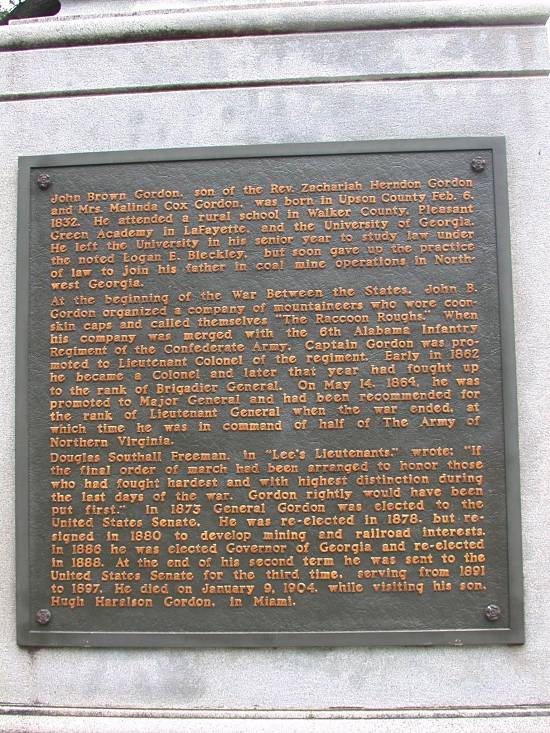 John Brown Gordon, son of the Rev. Zachariah Herndon Gordon
and Mrs. Malinda Cox Gordon, was born in Upson County Feb. 6,
1832. He attended a rural school in Walker County, Pleasant
Green Academy in LaFayette, and the University of Georgia.
He left the University in his senior year to study law under
the noted Logan E. Bleckley, but soon gave up the practice
of law to join his father in coal mine operations in North-
west Georgia.
At the beginning of the War Between the States, John B.
Gordon organized a company of mountaineers who wore coon-
skin caps and called themselves "The Raccoon Roughs." When
his company was merged with the 6th Alabama Infantry
Regiment of the Confederate Army, Captain Gordon was pro-
moted to Lieutenant Colonel of the regiment. Early in 1862
he became a Colonel and later that year had fought up
to the rank of Brigadier General. On May 14, 1864, he was
promoted to Major General and had been recommended for
the rank of Lieutenant General when the war ended, at
which time he was in command of half of The Army of
Northern Virginia.
Douglas Southall Freeman, in "Lee's Lieutenants," wrote: "If
the final order of march had been arranged to honor those
who had fought hardest and with highest distinction during
the last days of the war, Gordon rightly would have been
put first." In 1873 General Gordon was elected to the
United States Senate. He was re-elected in 1878, but re-
signed in 1880 to develop mining and railroad interests.
In 1886 he was elected Governor of Georgia and re-elected
in 1888. At the end of his second term he was sent to the
United States Senate for the third time, serving from 1891
to 1897. He died on January 9, 1904, while visiting his son,
Hugh Haralson Gordon, in Miami.